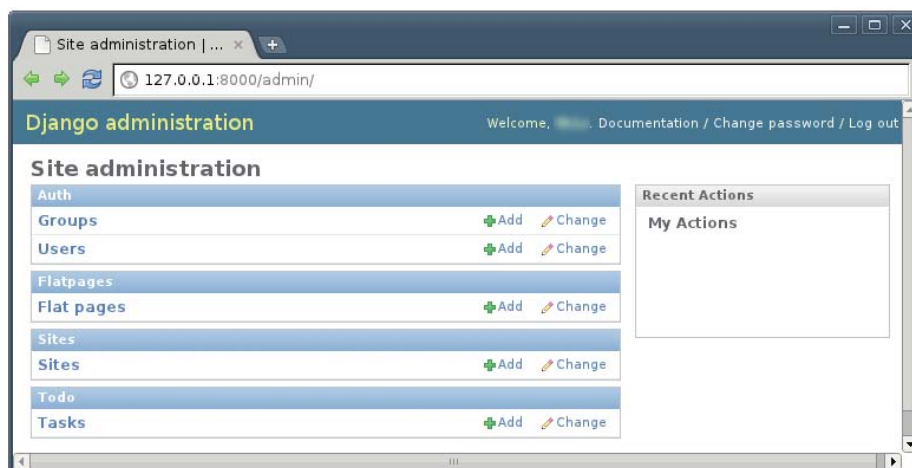 Site administration | ...
127.0.0.1:8000/admin/
Django administration
Welcome, . Documentation / Change password / Log out
Site administration
Auth
Groups Add Change
Users Add Change
Flatpages
Flat pages Add Change
Sites
Sites Add Change
Todo
Tasks Add Change
Recent Actions
My Actions